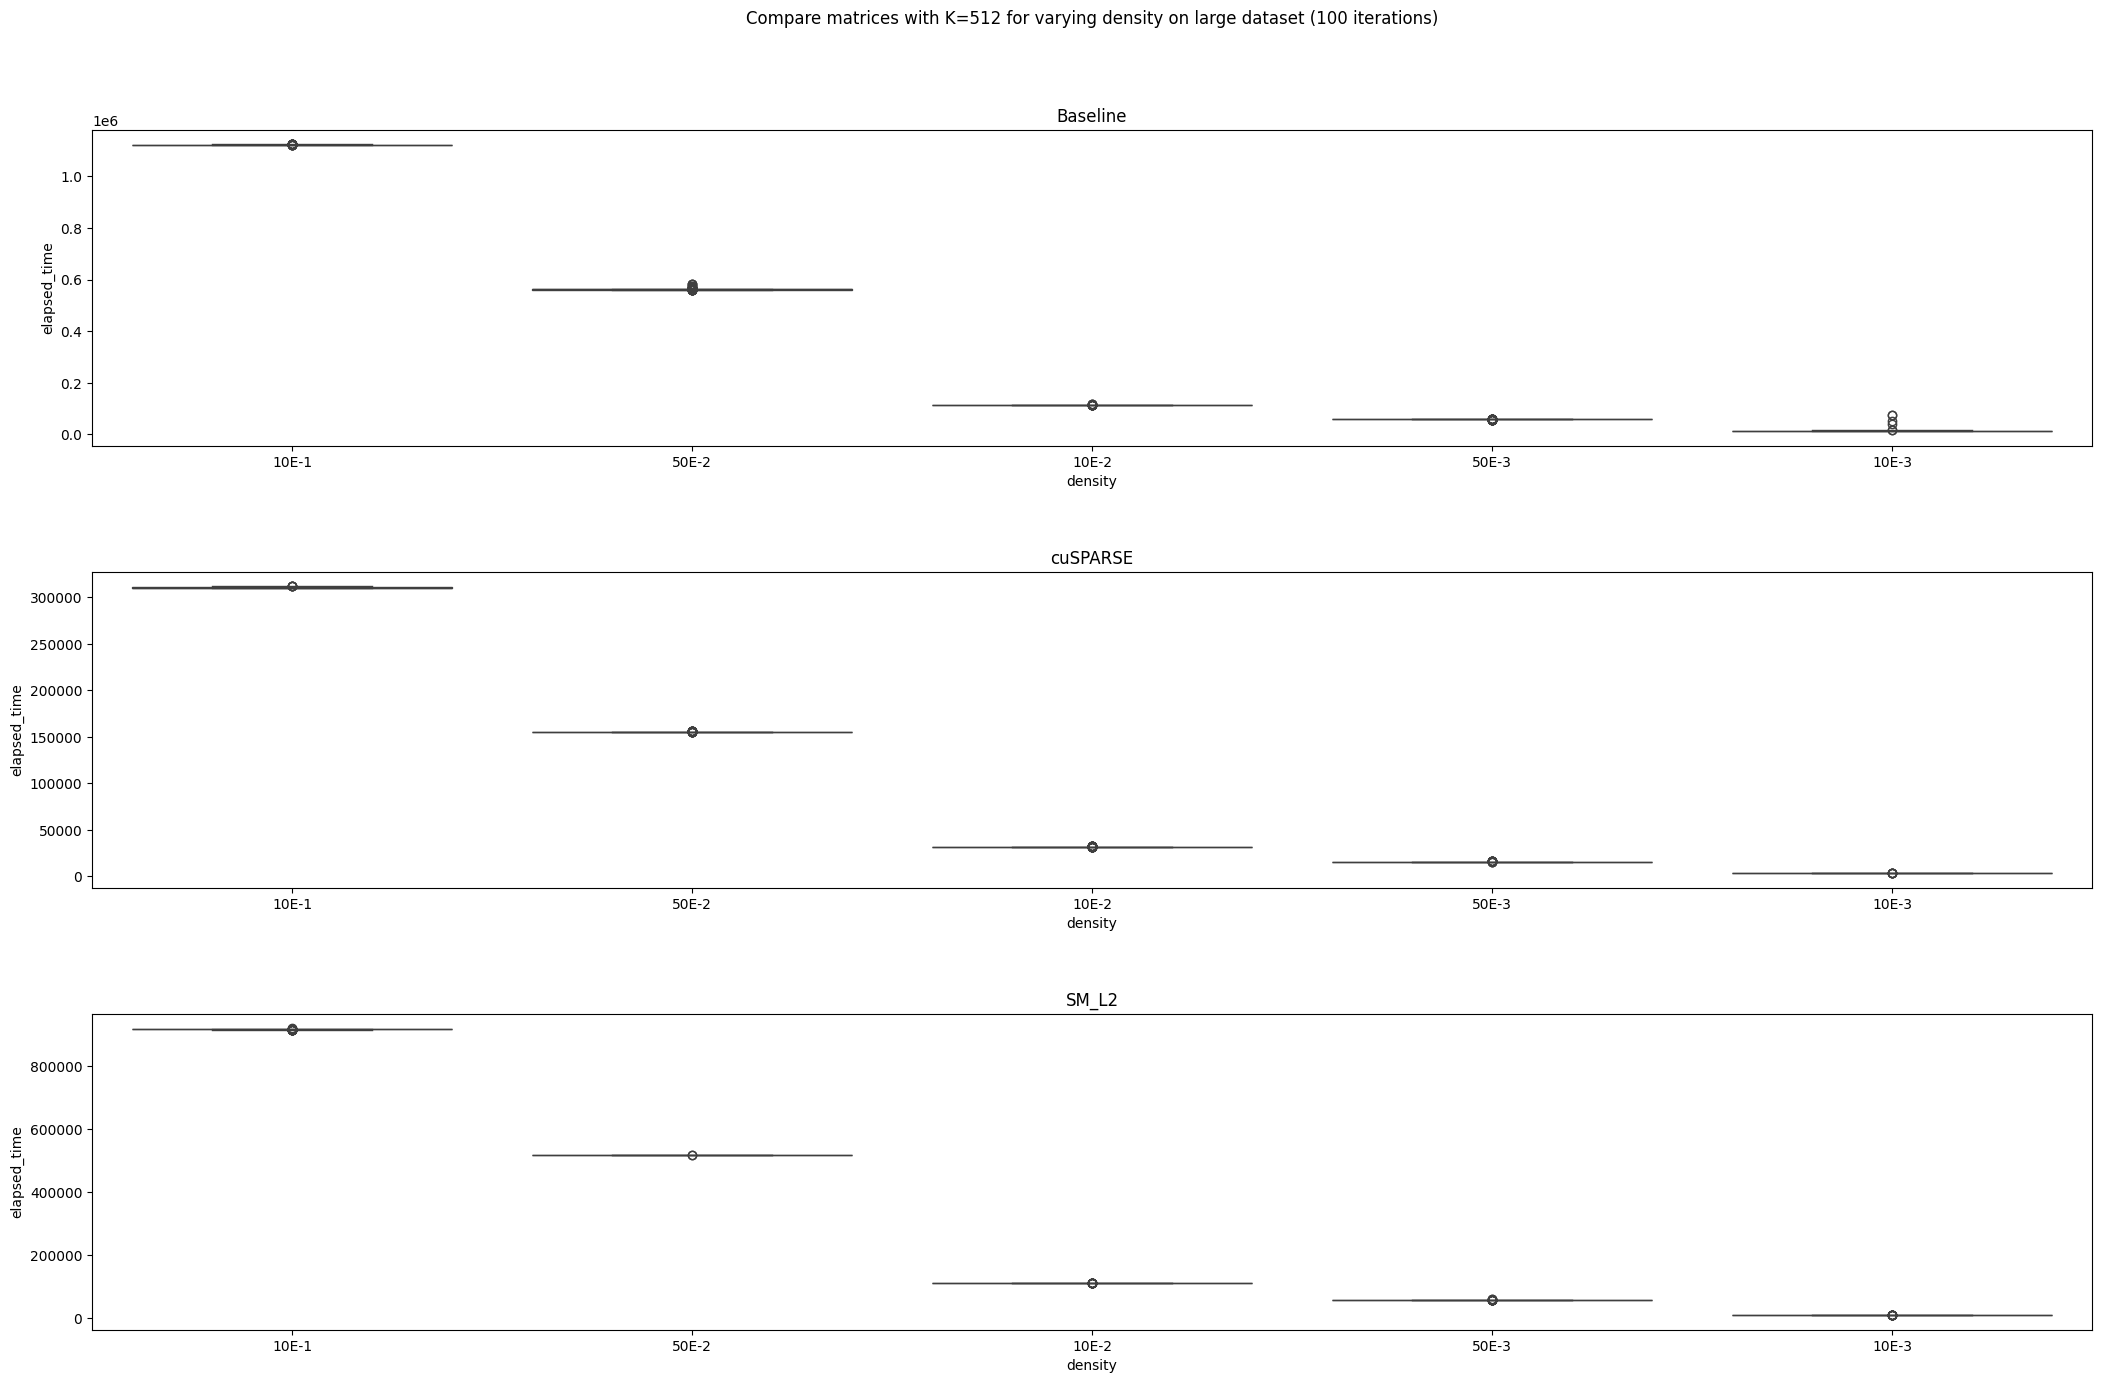 Compare matrices with K=512 for varying density on large dataset (100 iterations)
Baseline
1e6
1.0
0.8
0.6
0.4
0.2
0.0
elapsed_time
10E-1 50E-2 10E-2 50E-3 10E-3
density
cuSPARSE
300000
250000
200000
150000
100000
50000
0
elapsed_time
10E-1 50E-2 10E-2 50E-3 10E-3
density
SM_L2
800000
600000
400000
200000
0
elapsed_time
10E-1 50E-2 10E-2 50E-3 10E-3
density